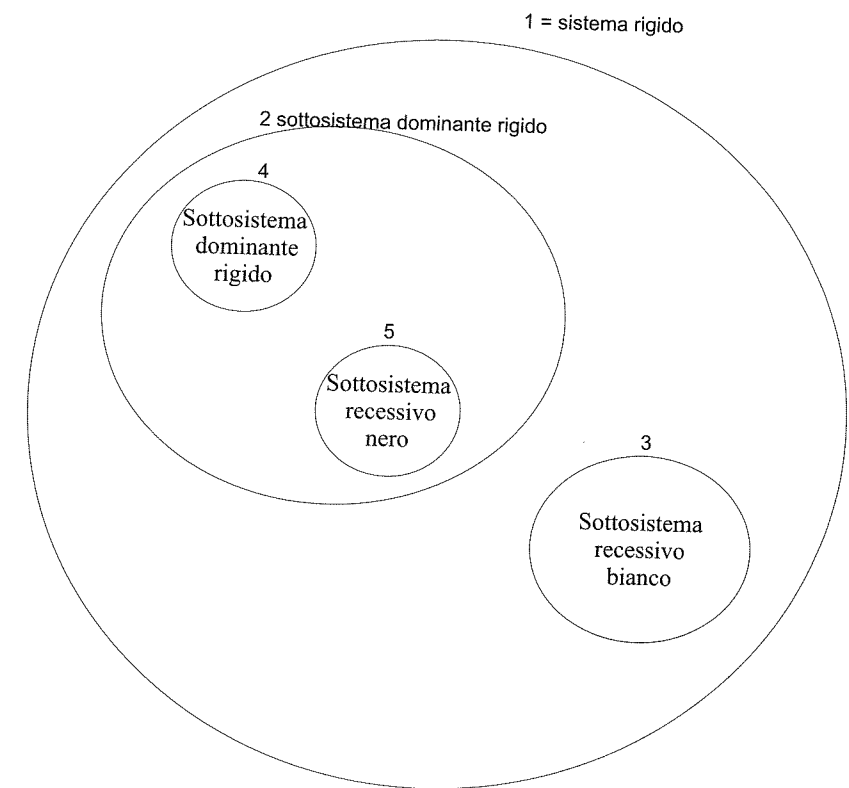 1 = sistema rigido
2 sottosistema dominante rigido
4
Sottosistema
dominante
rigido
5
Sottosistema
recessivo
nero
3
Sottosistema
recessivo
bianco